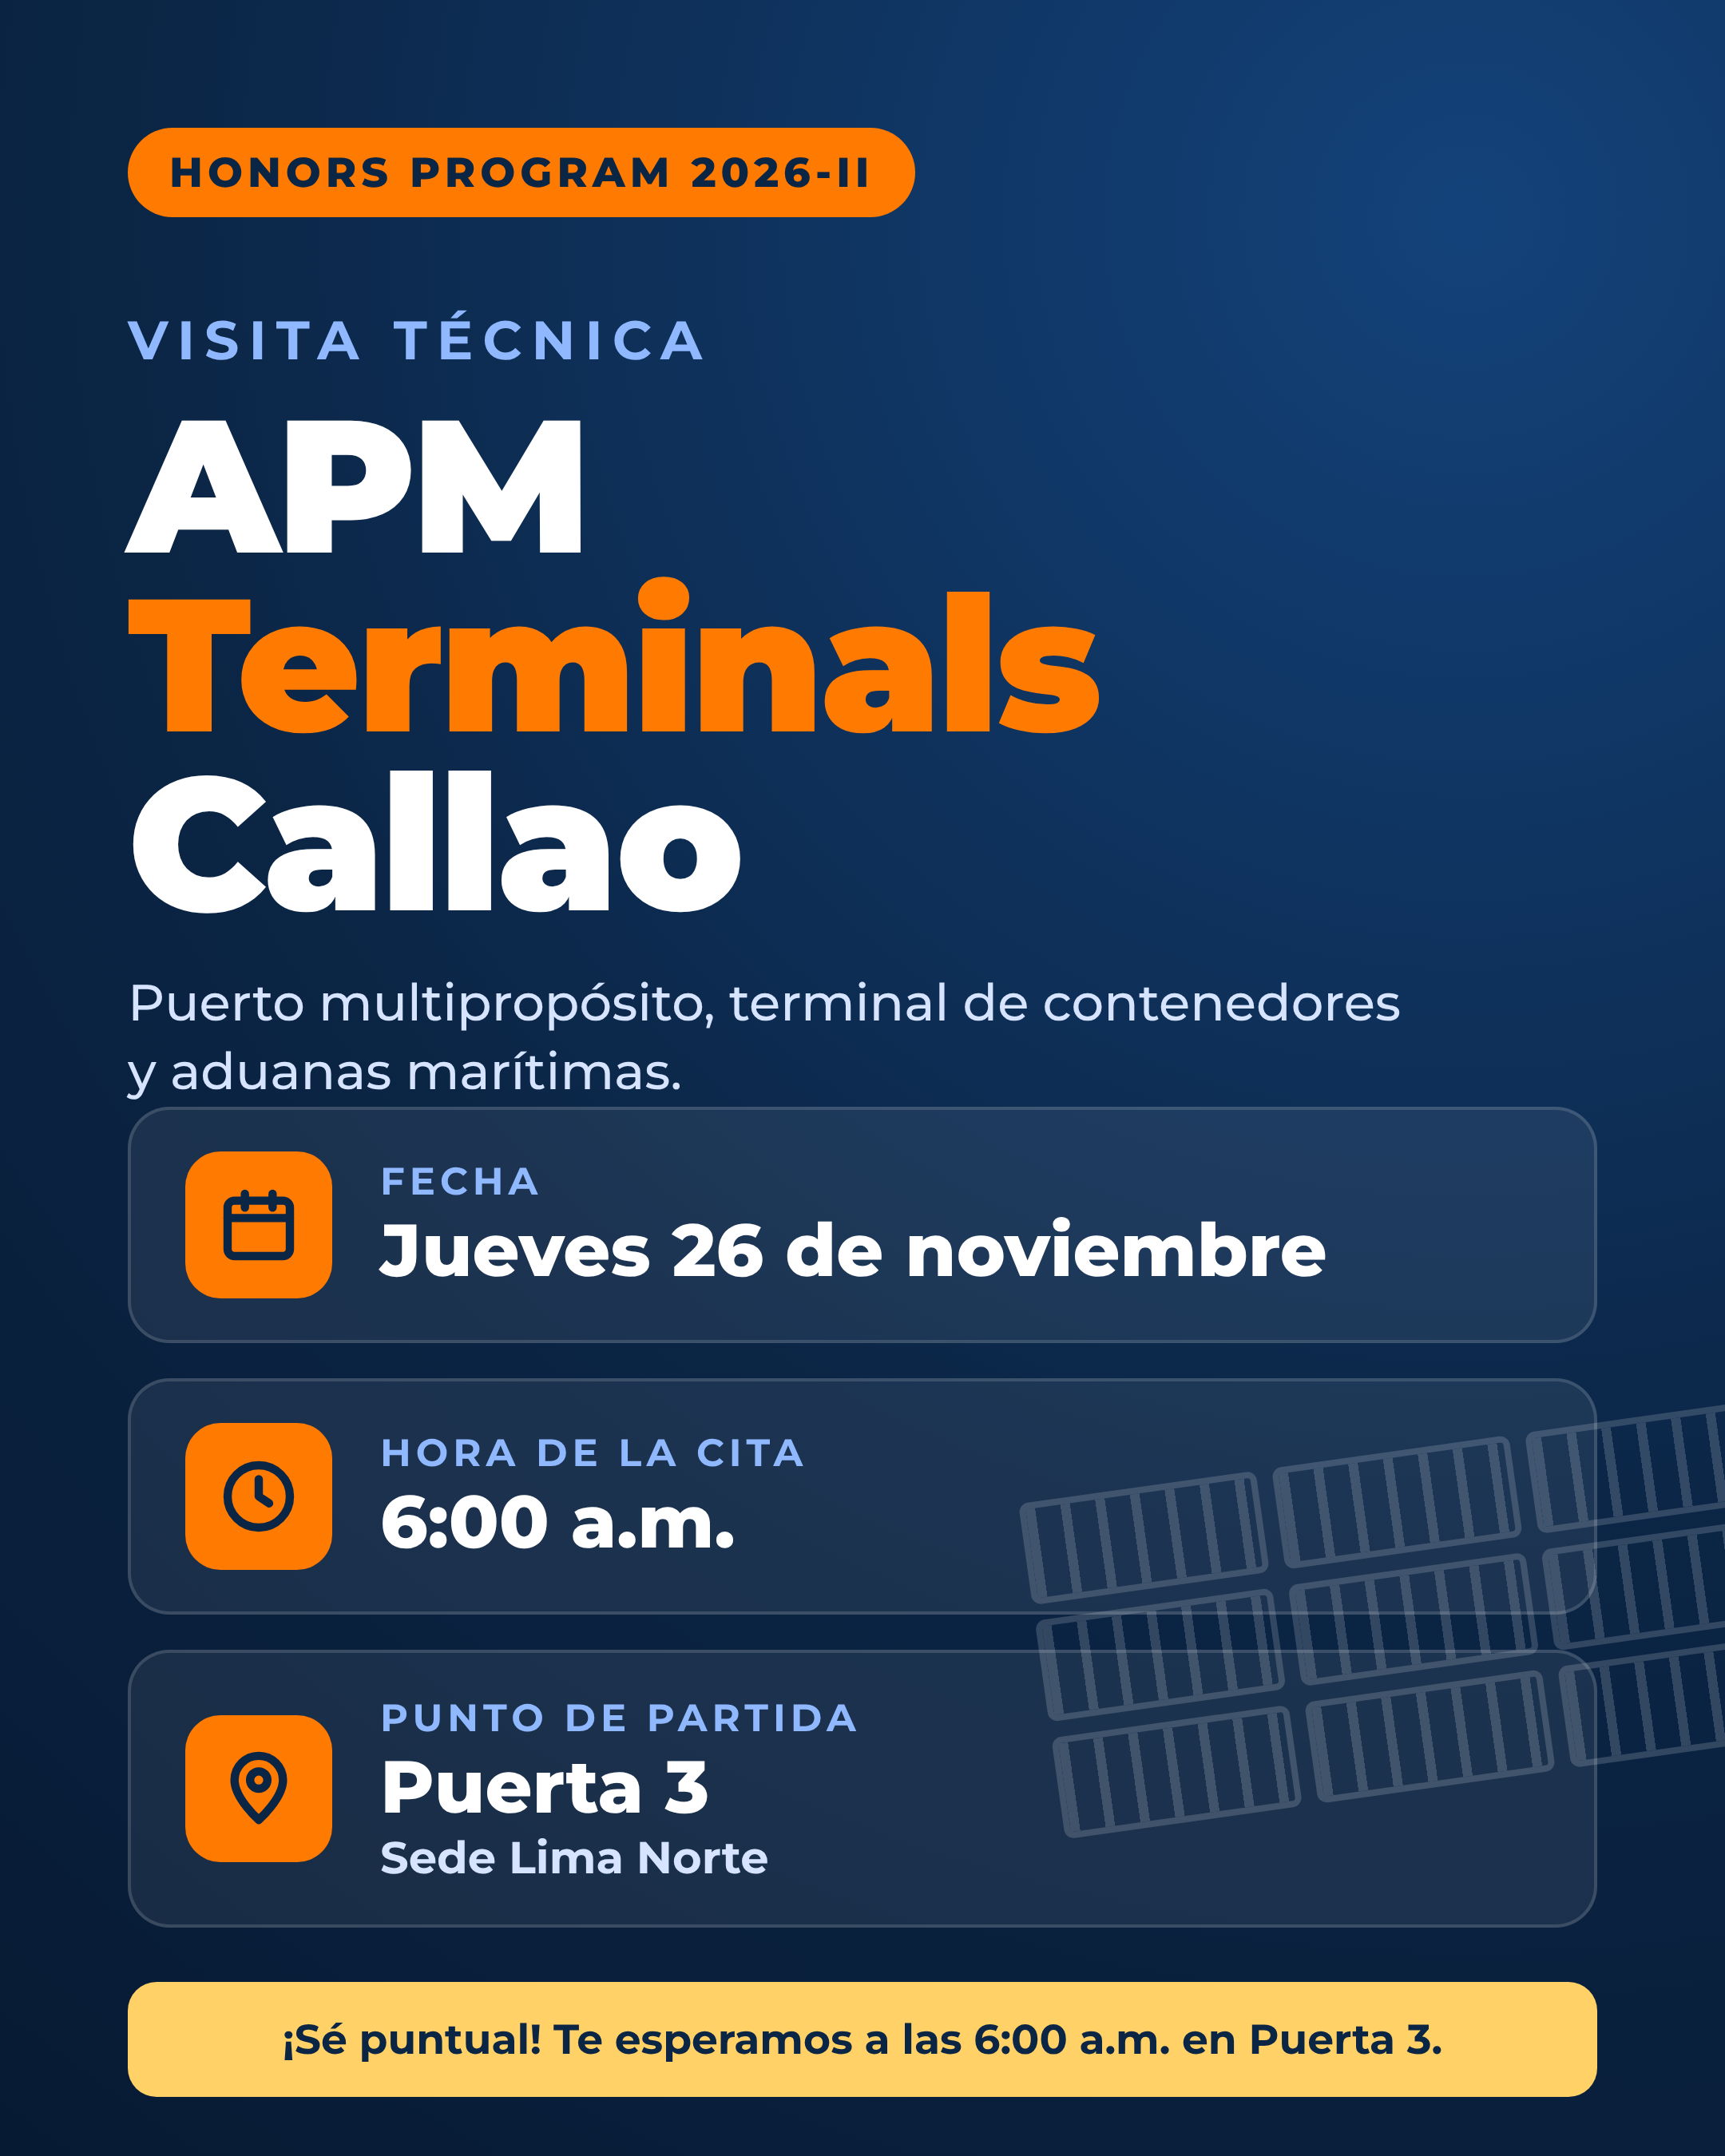 HONORS PROGRAM 2026-II
VISITA TÉCNICA
APM
Terminals
Callao
Puerto multipropósito, terminal de contenedores
y aduanas marítimas.
FECHA
Jueves 26 de noviembre
HORA DE LA CITA
6:00 a.m.
PUNTO DE PARTIDA
Puerta 3
Sede Lima Norte
¡Sé puntual! Te esperamos a las 6:00 a.m. en Puerta 3.